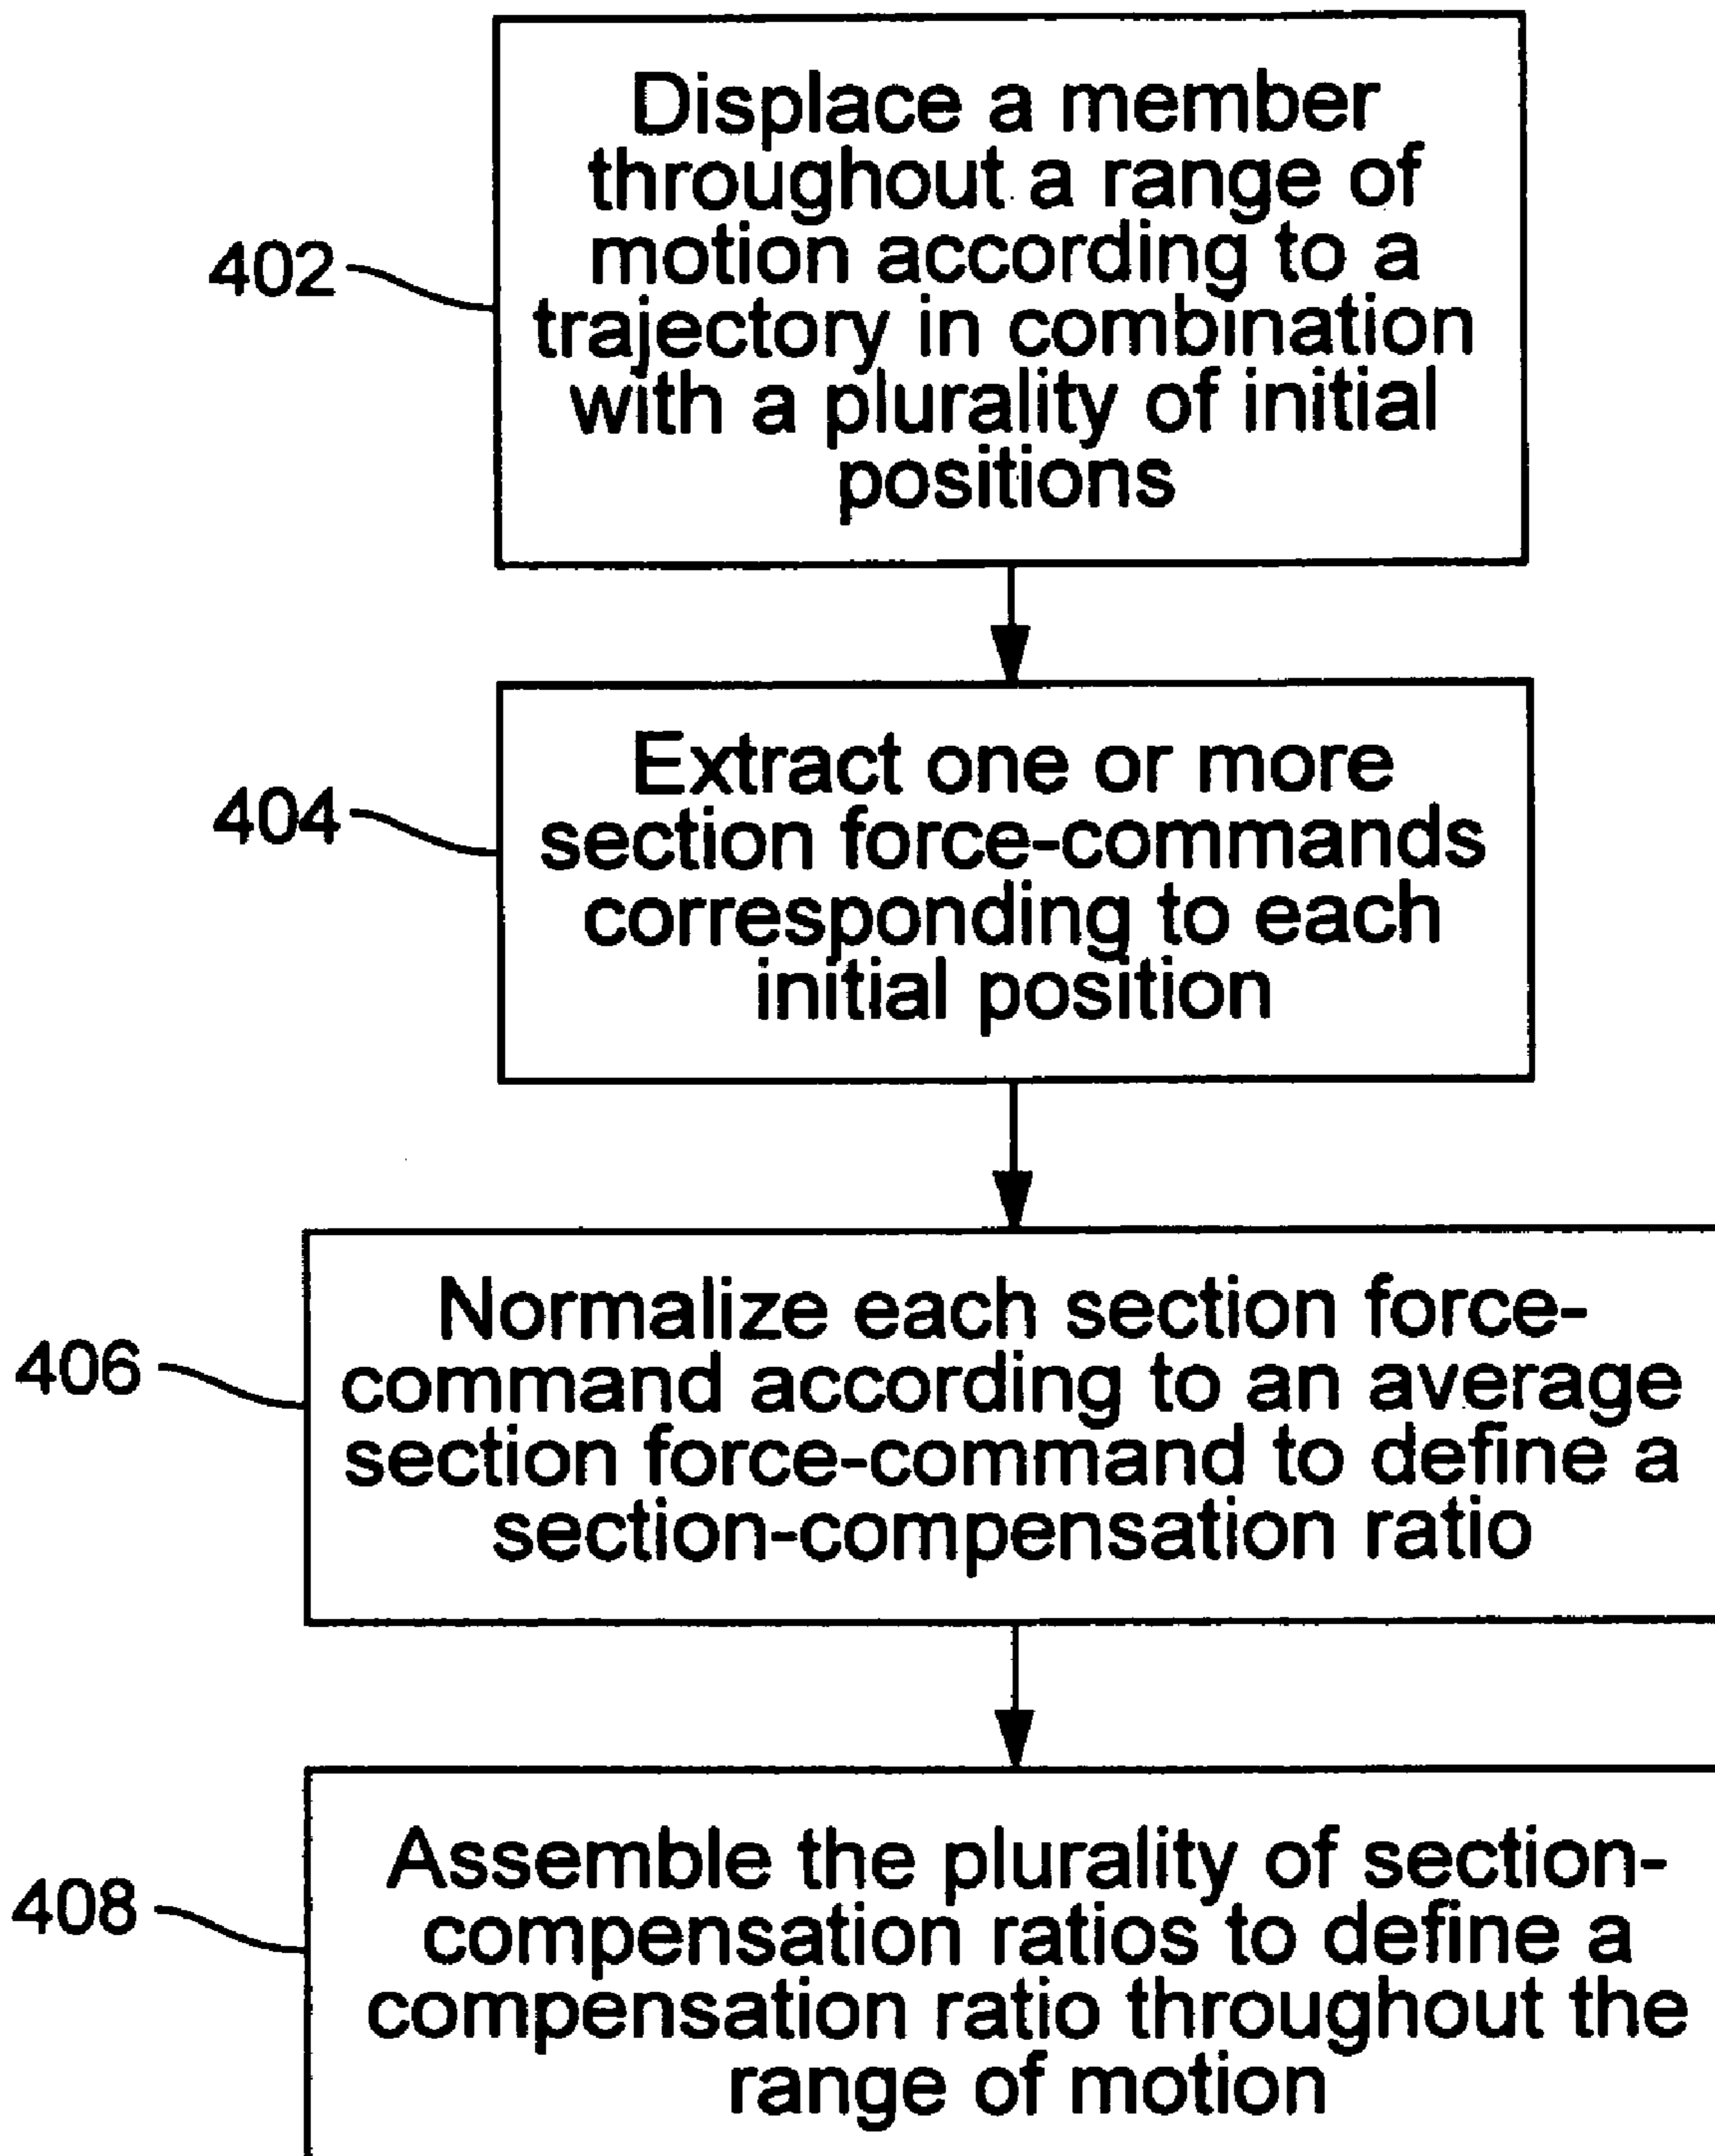 Displace a member
throughout a range of
motion according to a
trajectory in combination
with a plurality of initial
positions
402
Extract one or more
section force-commands
corresponding to each
initial position
404
Normalize each section force-
command according to an average
section force-command to define a
section-compensation ratio
406
Assemble the plurality of section-
compensation ratios to define a
compensation ratio throughout the
range of motion
408